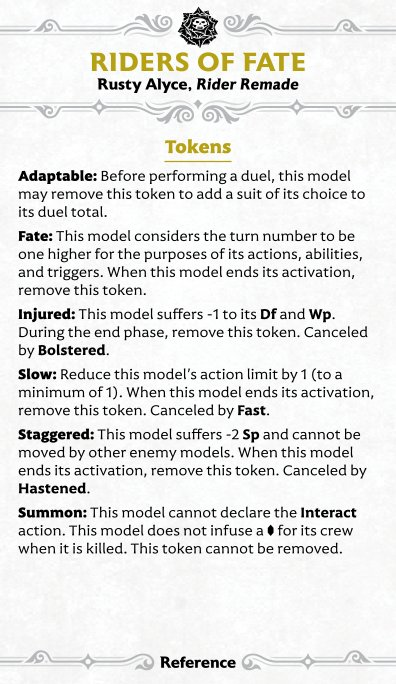 RIDERS OF FATE
Rusty Alyce, Rider Remade
Tokens
Adaptable: Before performing a duel, this model
may remove this token to add a suit of its choice to
its duel total.
Fate: This model considers the turn number to be
one higher for the purposes of its actions, abilities,
and triggers. When this model ends its activation,
remove this token.
Injured: This model suffers -1 to its Df and Wp.
During the end phase, remove this token. Canceled
by Bolstered.
Slow: Reduce this model’s action limit by 1 (to a
minimum of 1). When this model ends its activation,
remove this token. Canceled by Fast.
Staggered: This model suffers -2 Sp and cannot be
moved by other enemy models. When this model
ends its activation, remove this token. Canceled by
Hastened.
Summon: This model cannot declare the Interact
action. This model does not infuse a for its crew
when it is killed. This token cannot be removed.
Reference